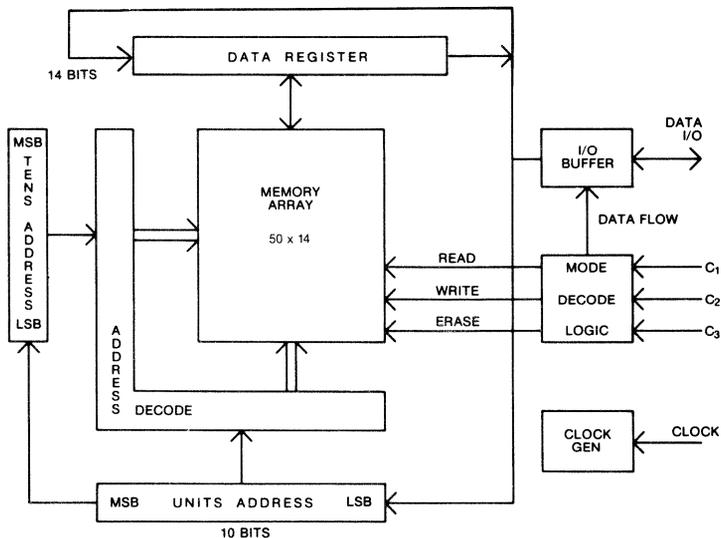 DATA REGISTER
14 BITS
MSB TENS ADDRESS LSB
MEMORY
ARRAY
50 x 14
I/O
BUFFER
DATA
I/O
DATA FLOW
READ
WRITE
ERASE
MODE
DECODE
LOGIC
C₁
C₂
C₃
ADDRESS
DECODE
CLOCK
GEN
CLOCK
MSB UNITS ADDRESS LSB
10 BITS